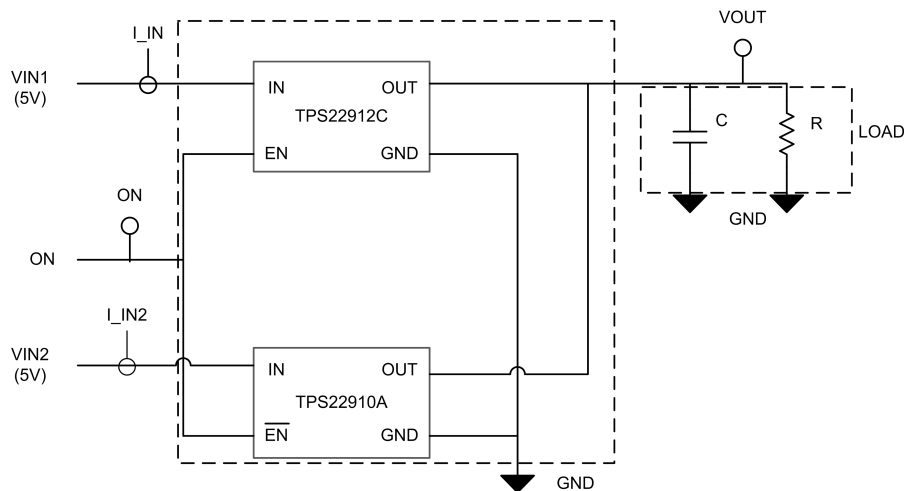 VOUT
I_IN
VIN1
(5V)
IN
OUT
TPS22912C
EN
GND
C
R
LOAD
GND
ON
ON
I_IN2
VIN2
(5V)
IN
OUT
TPS22910A
E̅N̅
GND
GND